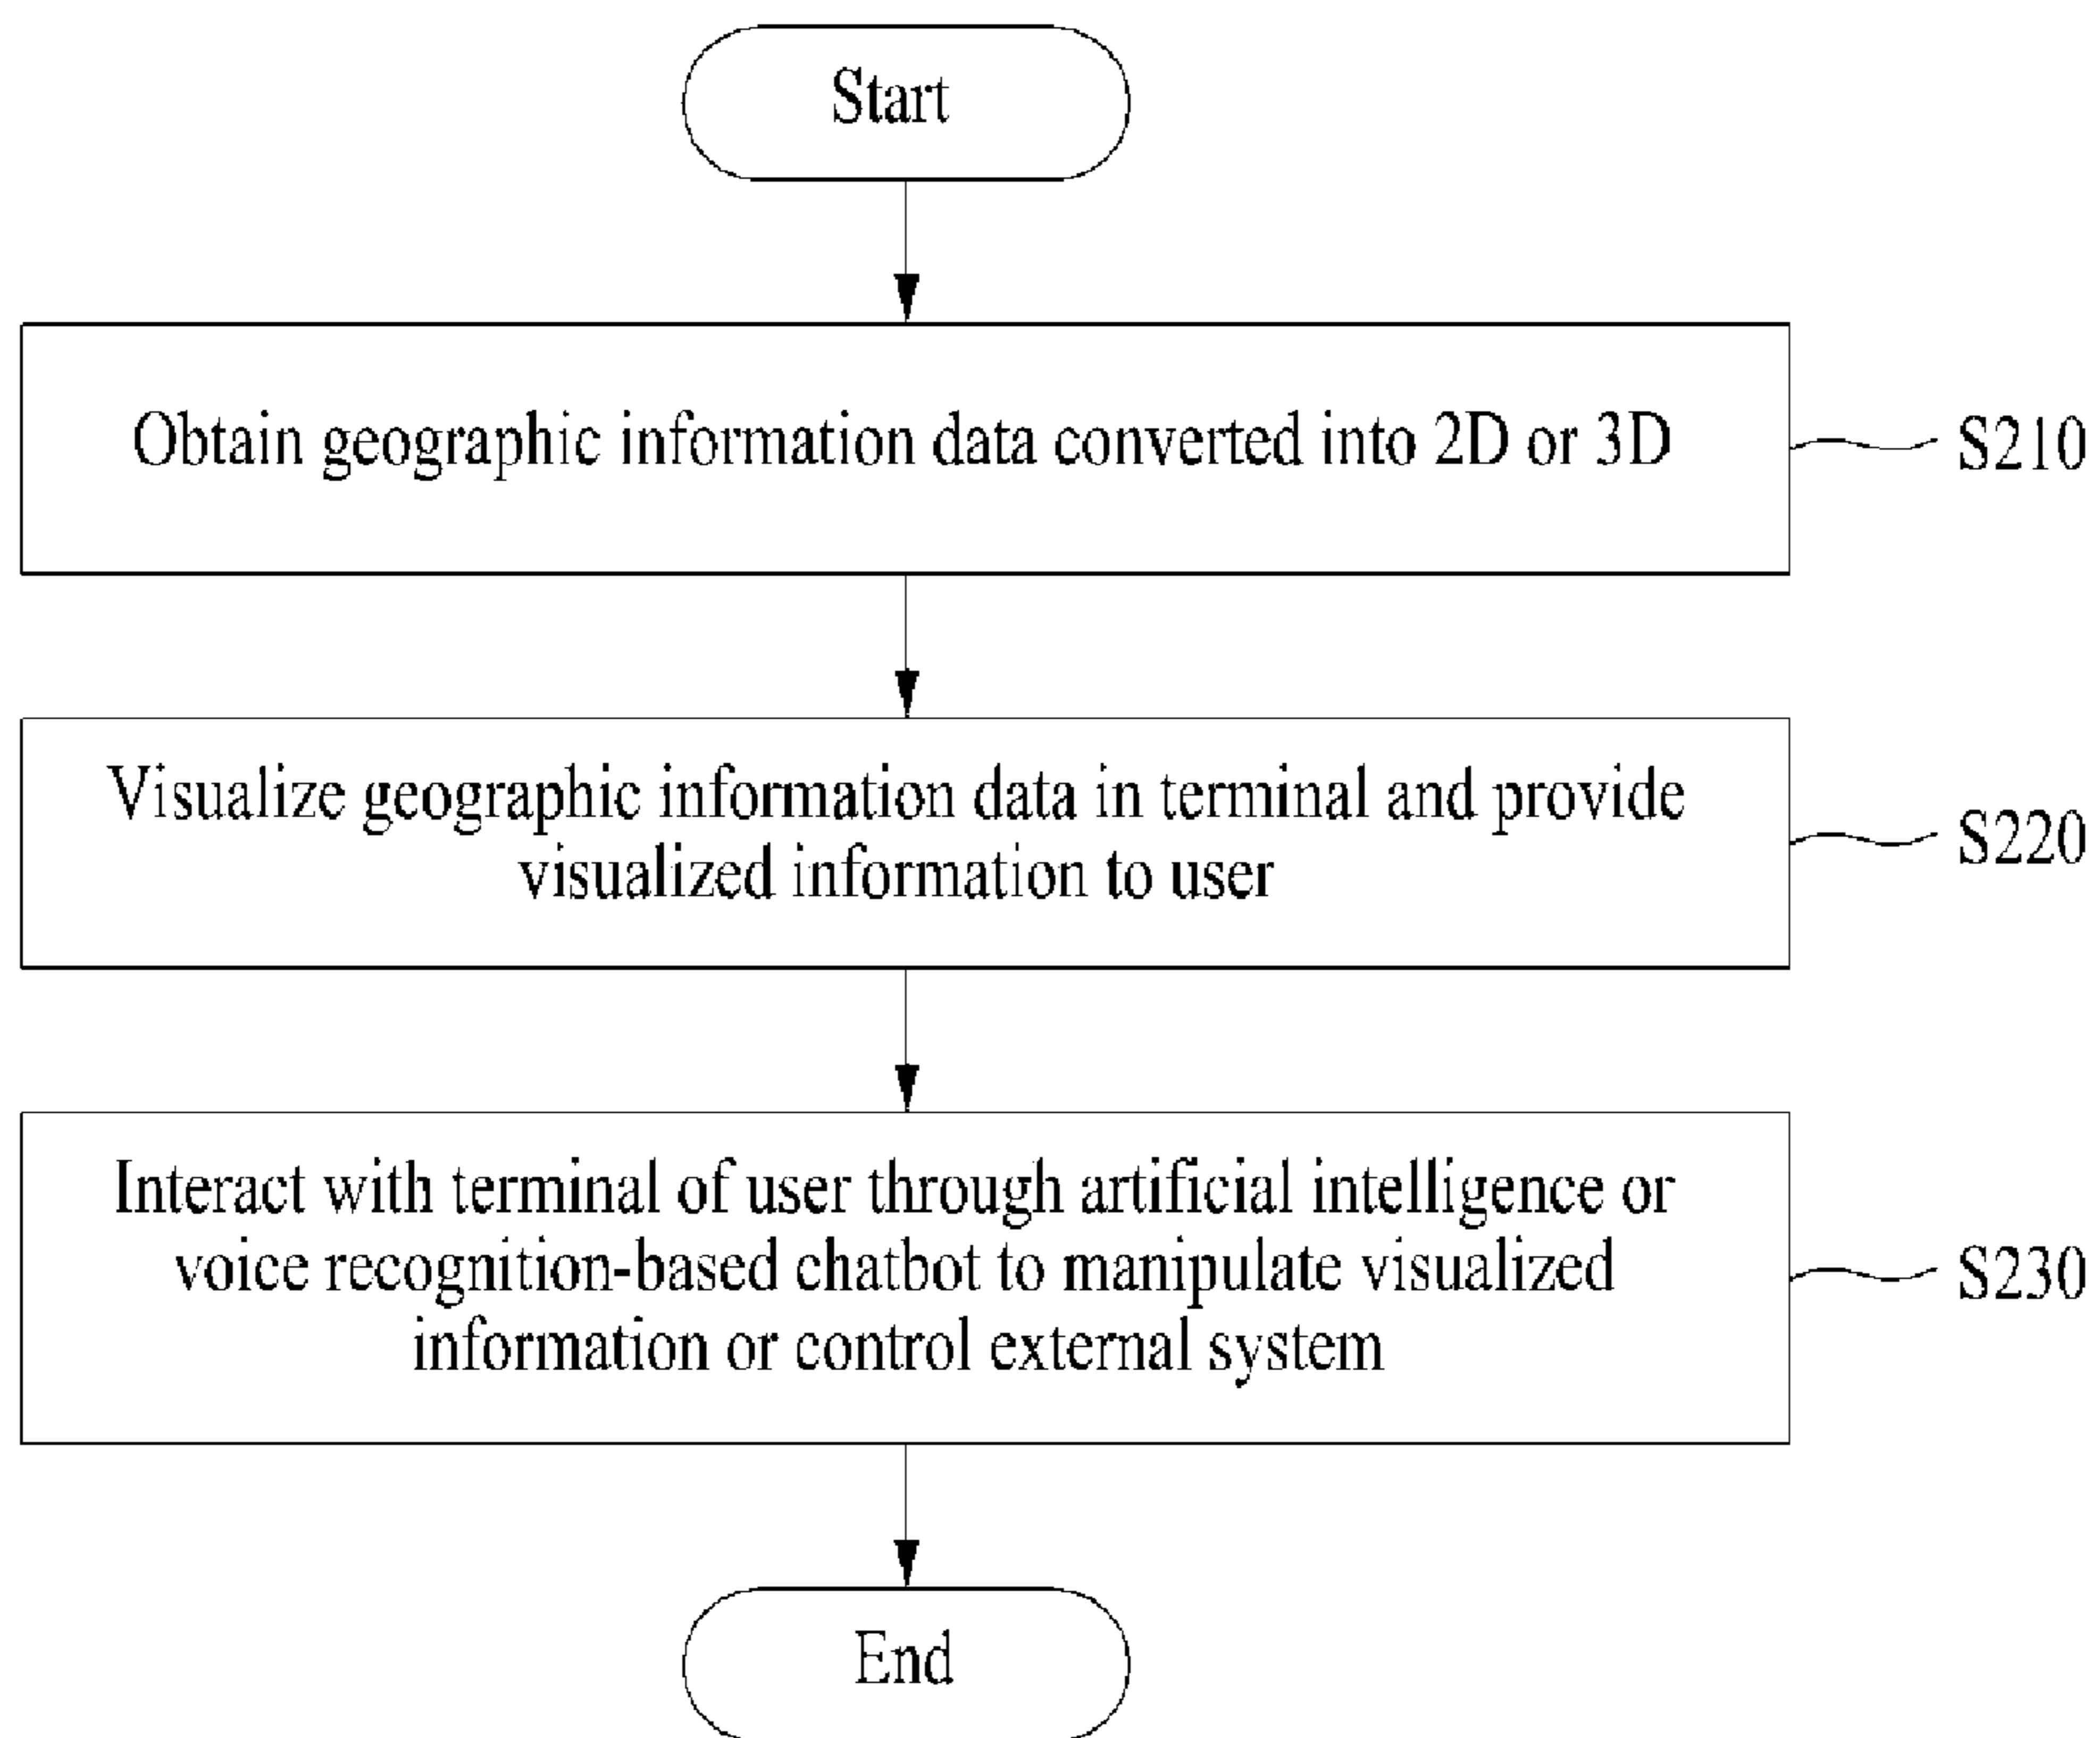 Start
Obtain geographic information data converted into 2D or 3D
S210
Visualize geographic information data in terminal and provide
visualized information to user
S220
Interact with terminal of user through artificial intelligence or
voice recognition-based chatbot to manipulate visualized
information or control external system
S230
End